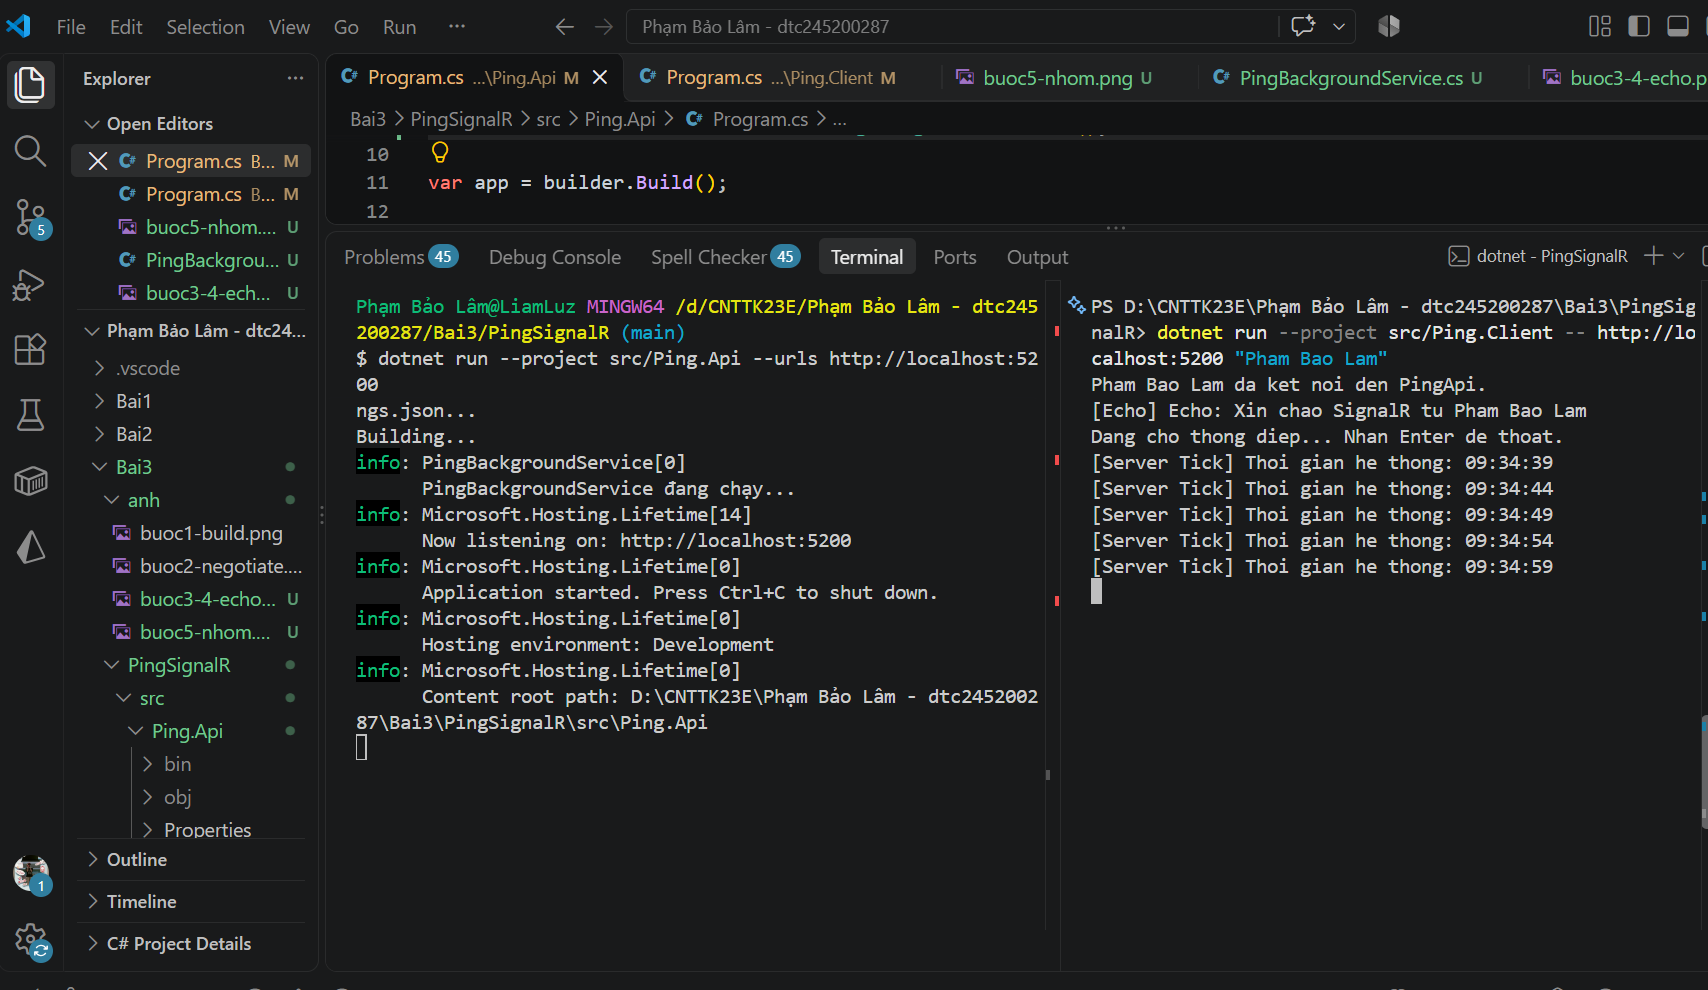 File Edit Selection View Go Run ···
Phạm Bảo Lâm - dtc245200287
Explorer ···
Open Editors
Program.cs B... M
Program.cs B... M
buoc5-nhom.... U
PingBackgrou... U
buoc3-4-ech... U
Phạm Bảo Lâm - dtc24...
.vscode
Bai1
Bai2
Bai3
anh
buoc1-build.png
buoc2-negotiate....
buoc3-4-echo... U
buoc5-nhom.... U
PingSignalR
src
Ping.Api
bin
obj
Properties
Outline
Timeline
C# Project Details
5
1
Program.cs ...\Ping.Api M
Program.cs ...\Ping.Client M
buoc5-nhom.png U
PingBackgroundService.cs U
buoc3-4-echo.p
Bai3 > PingSignalR > src > Ping.Api > Program.cs > ...
10
11 var app = builder.Build();
12
Problems 45 Debug Console Spell Checker 45 Terminal Ports Output
dotnet - PingSignalR
Phạm Bảo Lâm@LiamLuz MINGW64 /d/CNTTK23E/Phạm Bảo Lâm - dtc245
200287/Bai3/PingSignalR (main)
$ dotnet run --project src/Ping.Api --urls http://localhost:52
00
ngs.json...
Building...
info: PingBackgroundService[0]
PingBackgroundService đang chạy...
info: Microsoft.Hosting.Lifetime[14]
Now listening on: http://localhost:5200
info: Microsoft.Hosting.Lifetime[0]
Application started. Press Ctrl+C to shut down.
info: Microsoft.Hosting.Lifetime[0]
Hosting environment: Development
info: Microsoft.Hosting.Lifetime[0]
Content root path: D:\CNTTK23E\Phạm Bảo Lâm - dtc2452002
87\Bai3\PingSignalR\src\Ping.Api
PS D:\CNTTK23E\Phạm Bảo Lâm - dtc245200287\Bai3\PingSig
nalR> dotnet run --project src/Ping.Client -- http://lo
calhost:5200 "Pham Bao Lam"
Pham Bao Lam da ket noi den PingApi.
[Echo] Echo: Xin chao SignalR tu Pham Bao Lam
Dang cho thong diep... Nhan Enter de thoat.
[Server Tick] Thoi gian he thong: 09:34:39
[Server Tick] Thoi gian he thong: 09:34:44
[Server Tick] Thoi gian he thong: 09:34:49
[Server Tick] Thoi gian he thong: 09:34:54
[Server Tick] Thoi gian he thong: 09:34:59